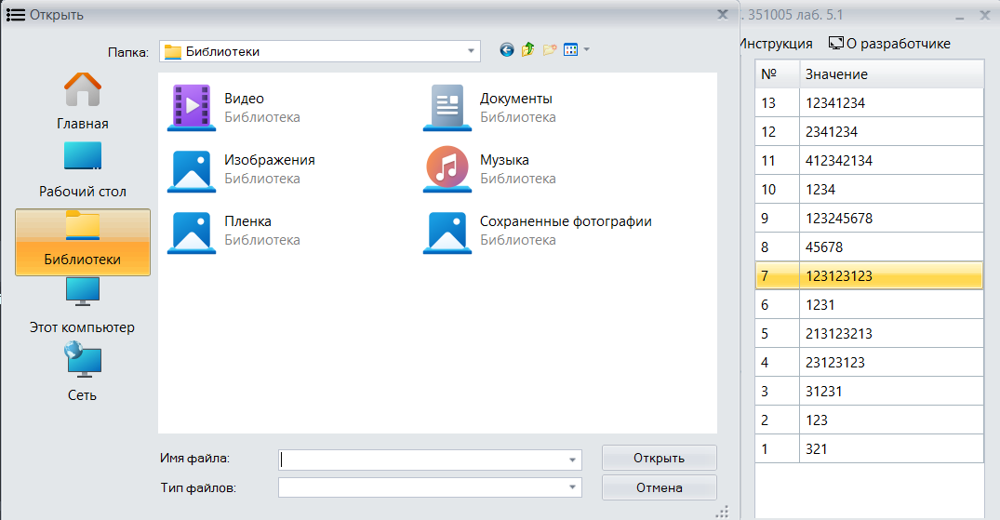 Открыть
. 351005 лаб. 5.1
Инструкция О разработчике
Папка: Библиотеки
Главная
Рабочий стол
Библиотеки
Этот компьютер
Сеть
Видео
Библиотека
Документы
Библиотека
Изображения
Библиотека
Музыка
Библиотека
Пленка
Библиотека
Сохраненные фотографии
Библиотека
Имя файла:
Открыть
Тип файлов:
Отмена
№ Значение
13 12341234
12 2341234
11 412342134
10 1234
9 123245678
8 45678
7 123123123
6 1231
5 213123213
4 23123123
3 31231
2 123
1 321